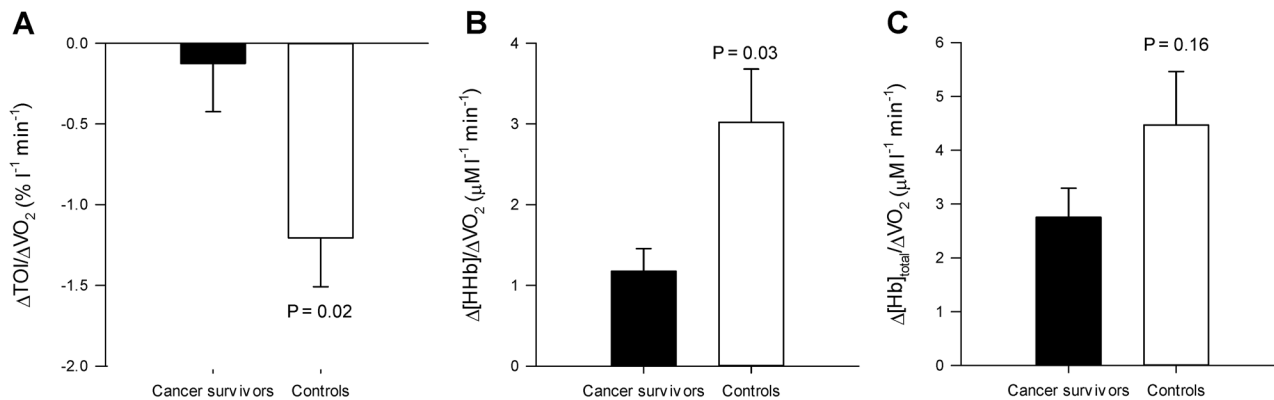 A
ΔTOI/ΔVO₂ (% l⁻¹ min⁻¹)
0.0
-0.5
-1.0
-1.5
-2.0
P = 0.02
Cancer survivors
Controls
B
Δ[HHb]/ΔVO₂ (μM l⁻¹ min⁻¹)
4
3
2
1
0
P = 0.03
Cancer survivors
Controls
C
Δ[Hb]total/ΔVO₂ (μM l⁻¹ min⁻¹)
6
5
4
3
2
1
0
P = 0.16
Cancer survivors
Controls